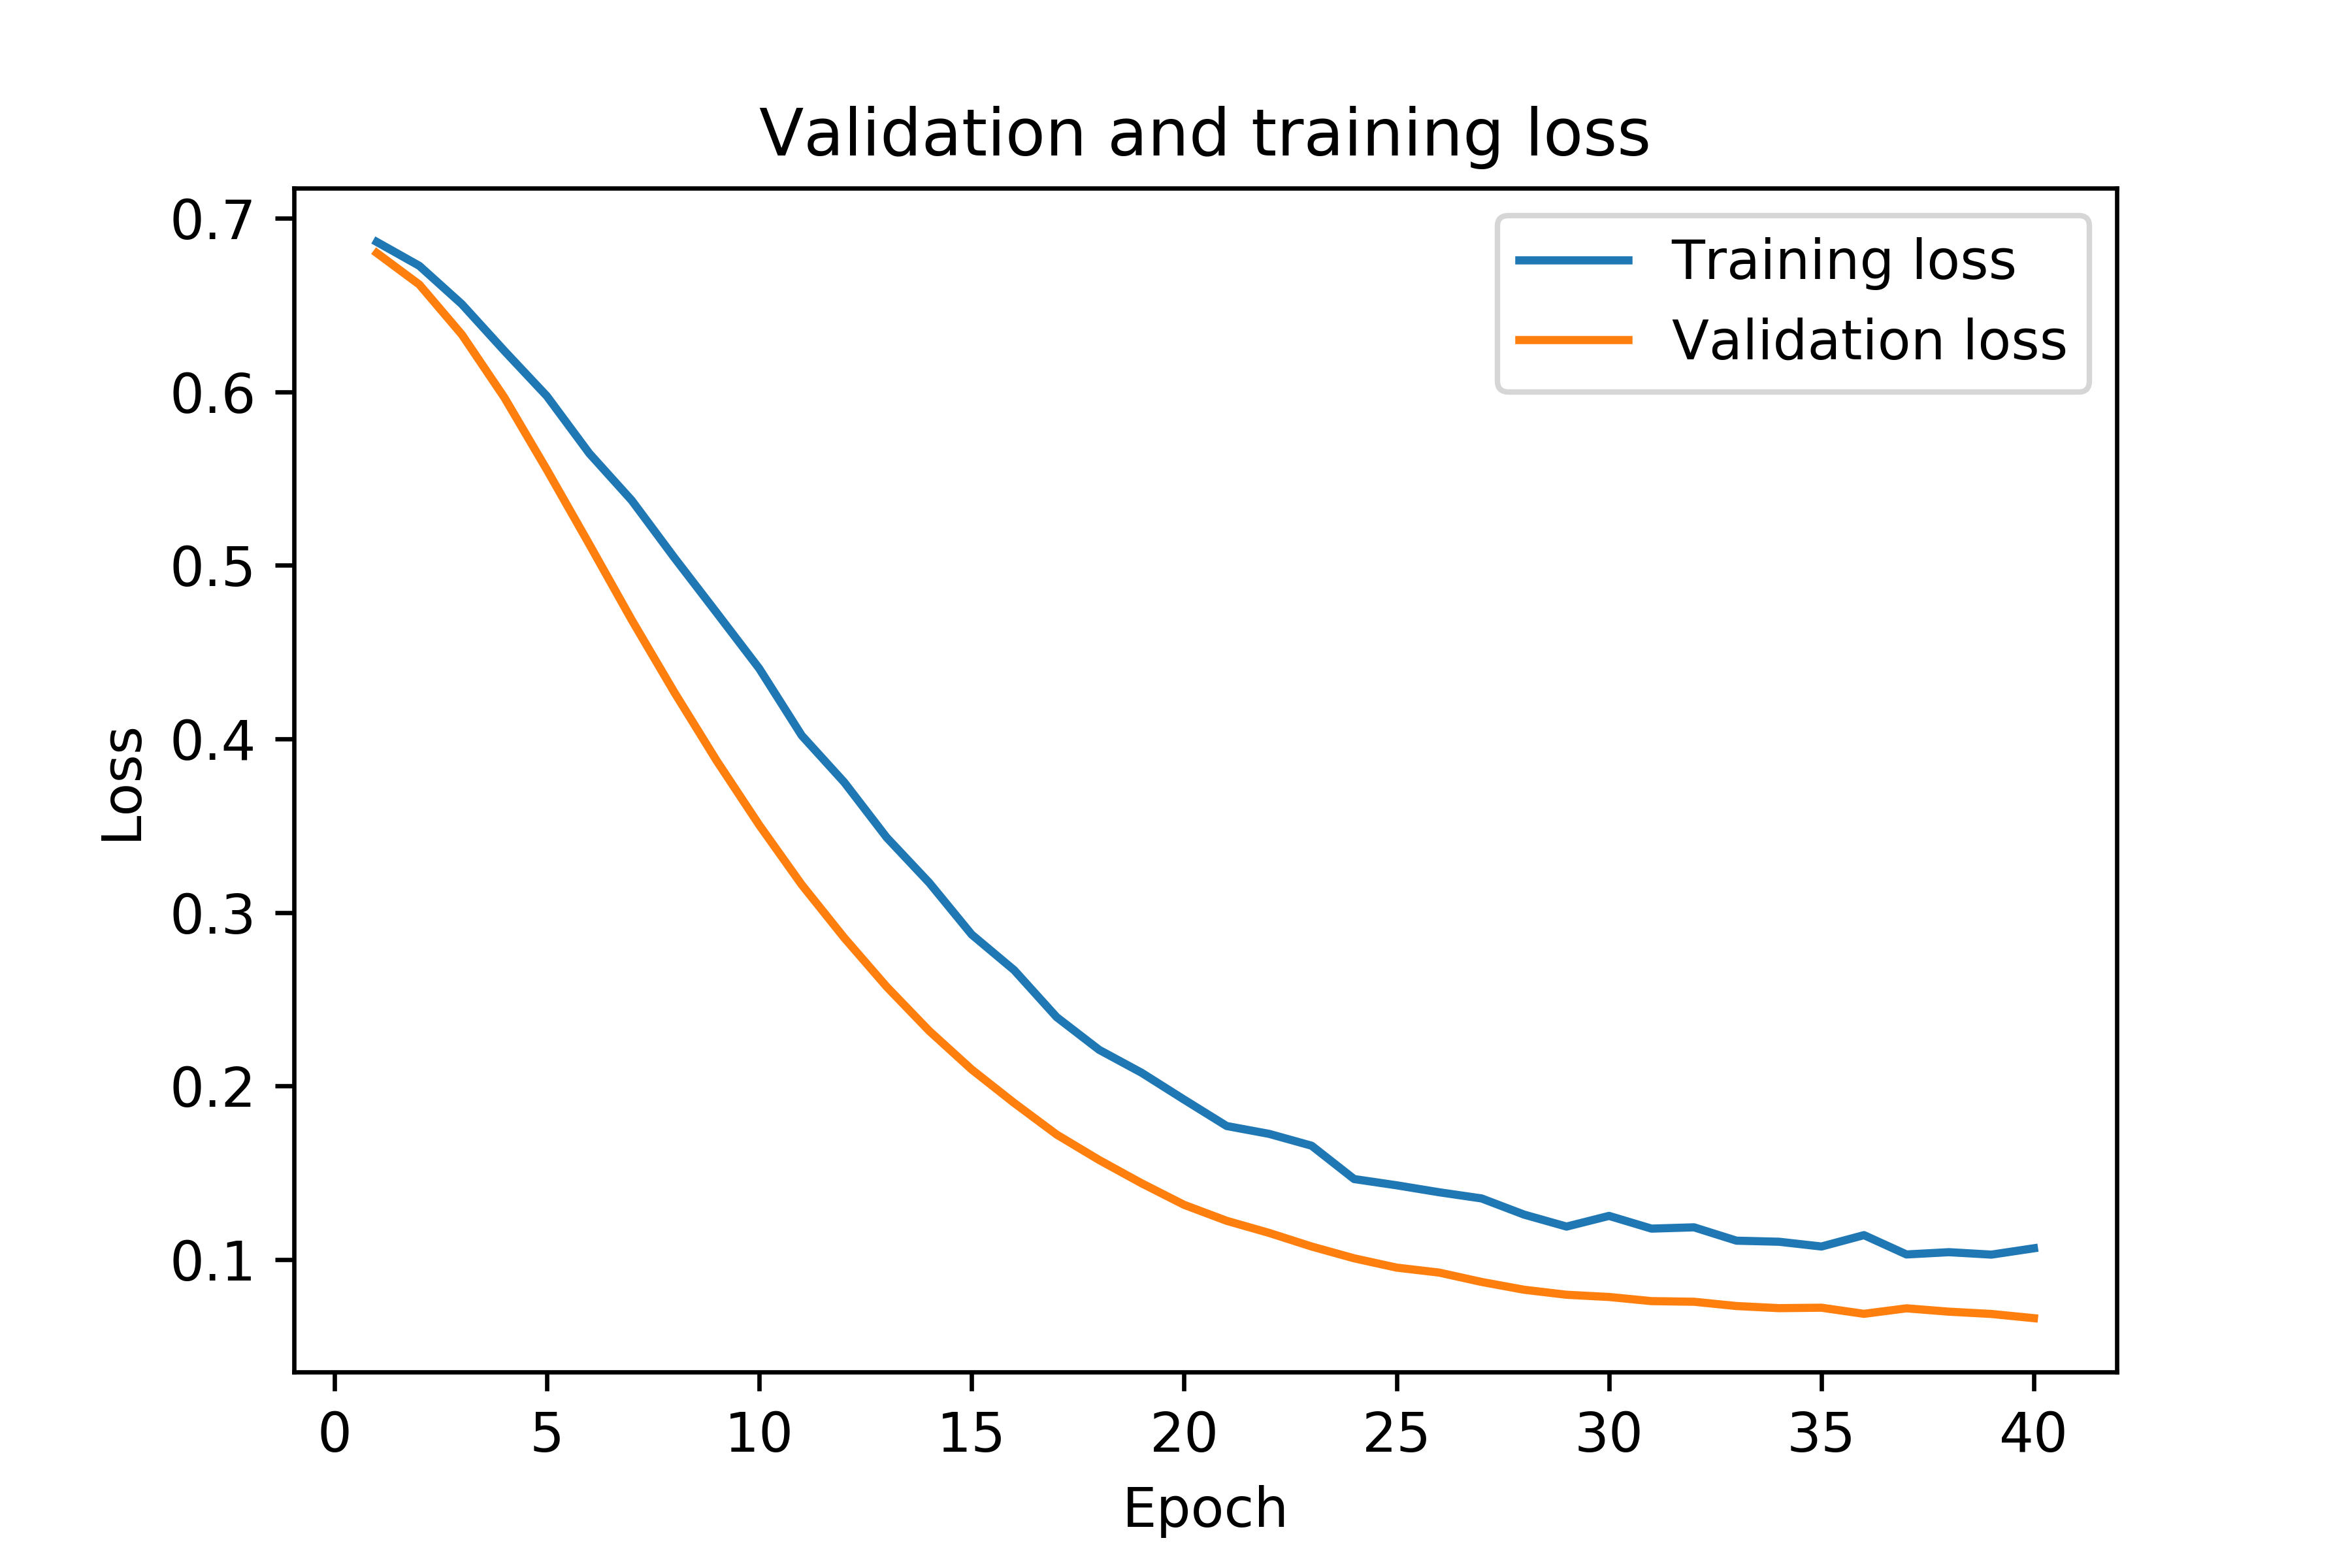 Validation and training loss
Training loss
Validation loss
0.7
0.6
0.5
0.4
0.3
0.2
0.1
Loss
0 5 10 15 20 25 30 35 40
Epoch